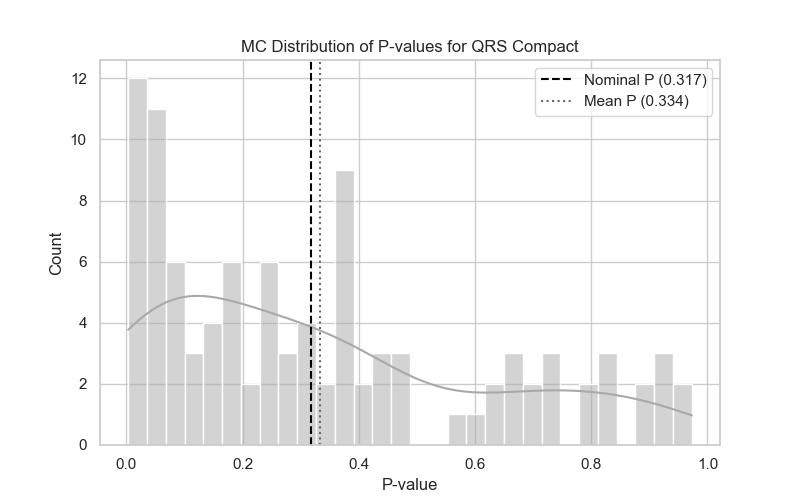 MC Distribution of P-values for QRS Compact
Nominal P (0.317)
Mean P (0.334)
Count
12
10
8
6
4
2
0
0.0 0.2 0.4 0.6 0.8 1.0
P-value